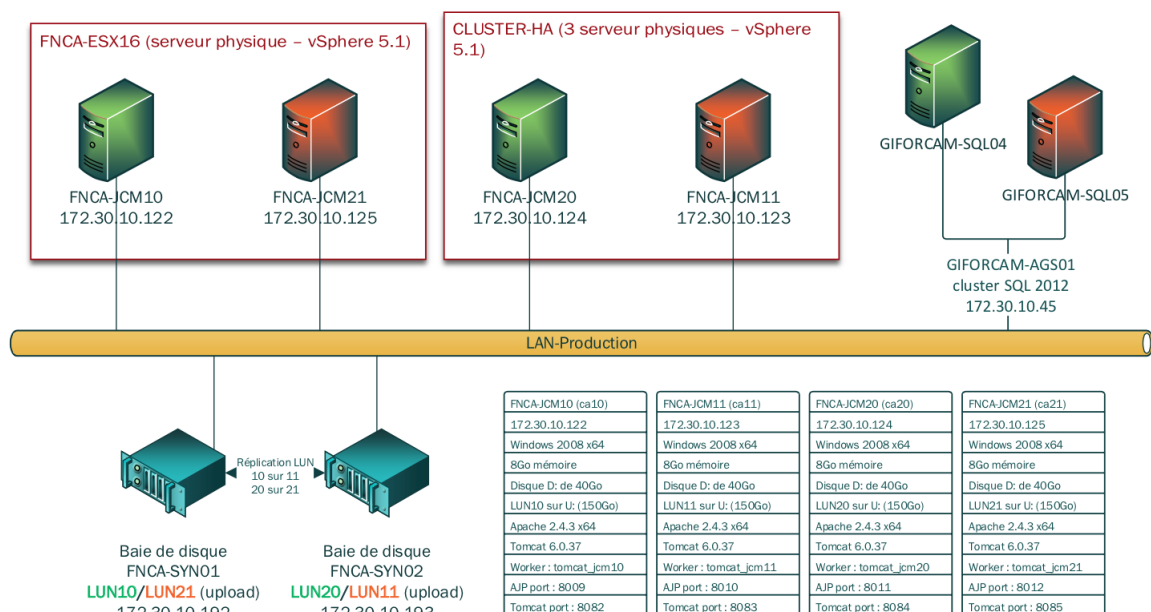 FNCA-ESX16 (serveur physique – vSphere 5.1)
CLUSTER-HA (3 serveur physiques – vSphere
5.1)
FNCA-JCM10
172.30.10.122
FNCA-JCM21
172.30.10.125
FNCA-JCM20
172.30.10.124
FNCA-JCM11
172.30.10.123
GIFORCAM-SQL04
GIFORCAM-SQL05
GIFORCAM-AGS01
cluster SQL 2012
172.30.10.45
LAN-Production
Réplication LUN
10 sur 11
20 sur 21
Baie de disque
FNCA-SYN01
LUN10/LUN21 (upload)
172.30.10.192
Baie de disque
FNCA-SYN02
LUN20/LUN11 (upload)
172.30.10.193
FNCA-JCM10 (ca10)
172.30.10.122
Windows 2008 x64
8Go mémoire
Disque D: de 40Go
LUN10 sur U: (150Go)
Apache 2.4.3 x64
Tomcat 6.0.37
Worker : tomcat_jcm10
AJP port : 8009
Tomcat port : 8082
FNCA-JCM11 (ca11)
172.30.10.123
Windows 2008 x64
8Go mémoire
Disque D: de 40Go
LUN11 sur U: (150Go)
Apache 2.4.3 x64
Tomcat 6.0.37
Worker : tomcat_jcm11
AJP port : 8010
Tomcat port : 8083
FNCA-JCM20 (ca20)
172.30.10.124
Windows 2008 x64
8Go mémoire
Disque D: de 40Go
LUN20 sur U: (150Go)
Apache 2.4.3 x64
Tomcat 6.0.37
Worker : tomcat_jcm20
AJP port : 8011
Tomcat port : 8084
FNCA-JCM21 (ca21)
172.30.10.125
Windows 2008 x64
8Go mémoire
Disque D: de 40Go
LUN21 sur U: (150Go)
Apache 2.4.3 x64
Tomcat 6.0.37
Worker : tomcat_jcm21
AJP port : 8012
Tomcat port : 8085